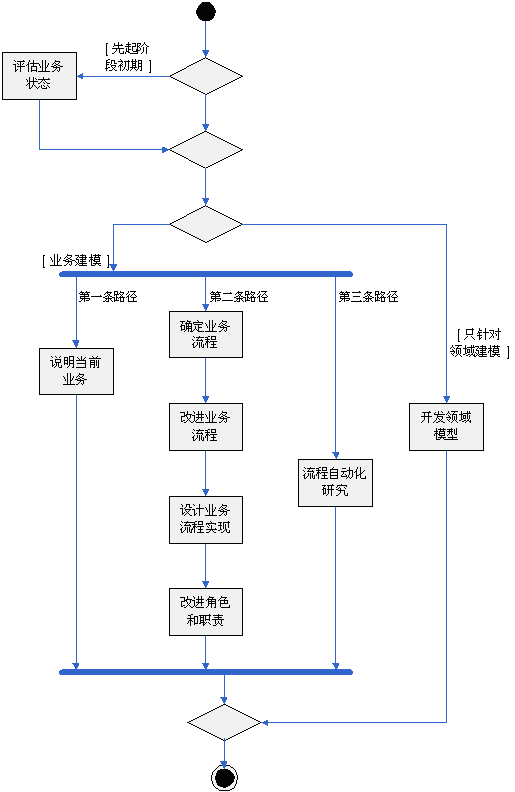 [ 先起阶
段初期 ]
评估业务
状态
[ 业务建模 ]
第一条路径
第二条路径
第三条路径
确定业务
流程
[ 只针对
领域建模 ]
说明当前
业务
改进业务
流程
开发领域
模型
流程自动化
研究
设计业务
流程实现
改进角色
和职责